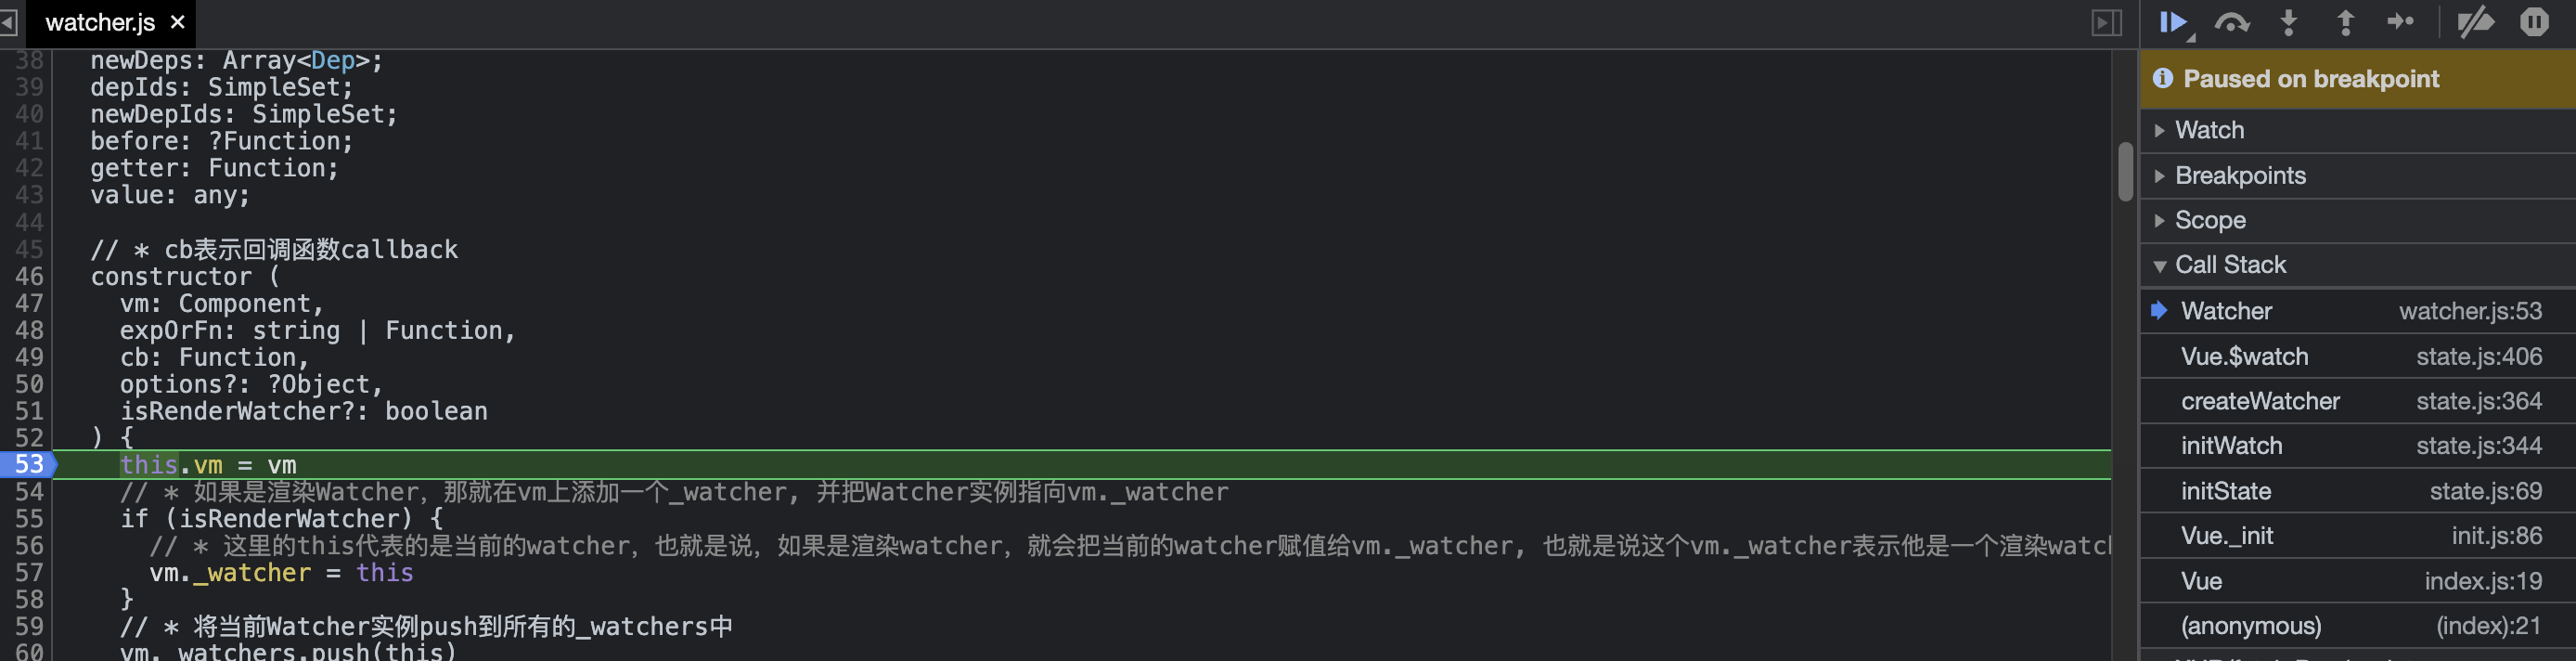 watcher.js ×
38 newDeps: Array<Dep>;
39 depIds: SimpleSet;
40 newDepIds: SimpleSet;
41 before: ?Function;
42 getter: Function;
43 value: any;
44
45 // * cb表示回调函数callback
46 constructor (
47 vm: Component,
48 expOrFn: string | Function,
49 cb: Function,
50 options?: ?Object,
51 isRenderWatcher?: boolean
52 ) {
53 this.vm = vm
54 // * 如果是渲染Watcher，那就在vm上添加一个_watcher, 并把Watcher实例指向vm._watcher
55 if (isRenderWatcher) {
56 // * 这里的this代表的是当前的watcher，也就是说，如果是渲染watcher，就会把当前的watcher赋值给vm._watcher, 也就是说这个vm._watcher表示他是一个渲染watc
57 vm._watcher = this
58 }
59 // * 将当前Watcher实例push到所有的_watchers中
60 vm._watchers.push(this)
Paused on breakpoint
Watch
Breakpoints
Scope
Call Stack
Watcher watcher.js:53
Vue.$watch state.js:406
createWatcher state.js:364
initWatch state.js:344
initState state.js:69
Vue._init init.js:86
Vue index.js:19
(anonymous) (index):21